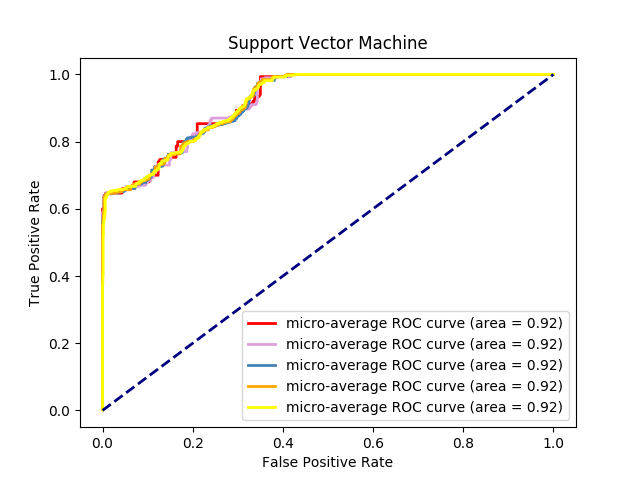 Support Vector Machine
True Positive Rate
1.0
0.8
0.6
0.4
0.2
0.0
micro-average ROC curve (area = 0.92)
micro-average ROC curve (area = 0.92)
micro-average ROC curve (area = 0.92)
micro-average ROC curve (area = 0.92)
micro-average ROC curve (area = 0.92)
0.0 0.2 0.4 0.6 0.8 1.0
False Positive Rate